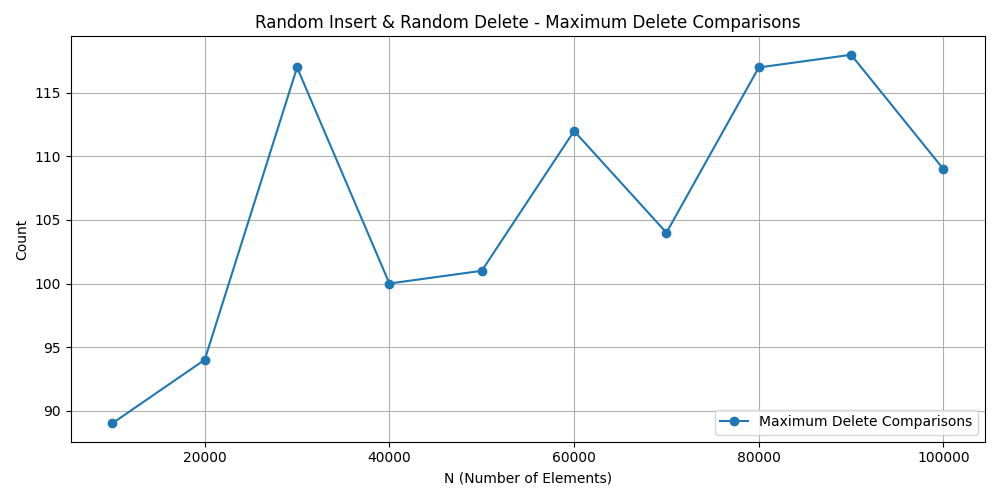 Random Insert & Random Delete - Maximum Delete Comparisons
Count
115
110
105
100
95
90
Maximum Delete Comparisons
20000 40000 60000 80000 100000
N (Number of Elements)